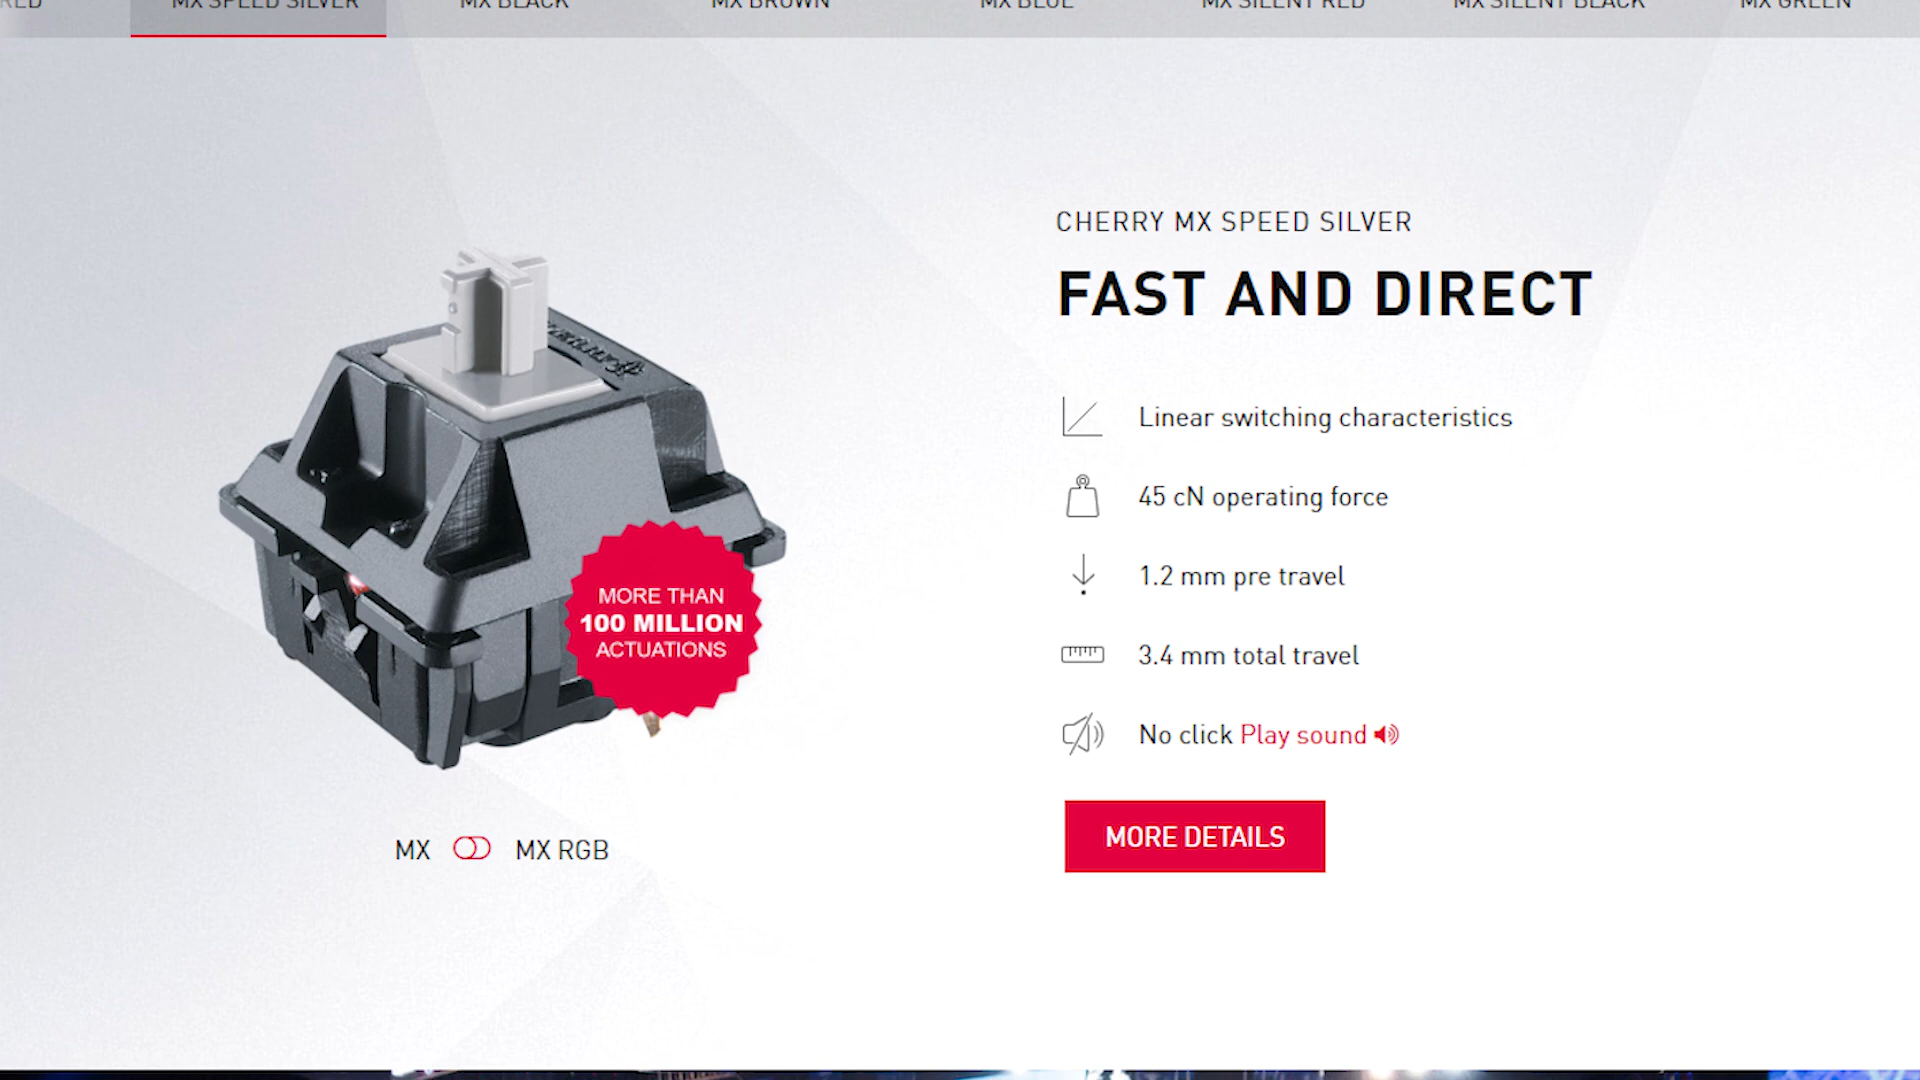 RED
MX SPEED SILVER
MX BLACK
MX BROWN
MX BLUE
MX SILENT RED
MX SILENT BLACK
MX GREEN
CHERRY MX SPEED SILVER
FAST AND DIRECT
Linear switching characteristics
45 cN operating force
1.2 mm pre travel
3.4 mm total travel
No click Play sound
MORE DETAILS
MORE THAN
100 MILLION
ACTUATIONS
MX MX RGB